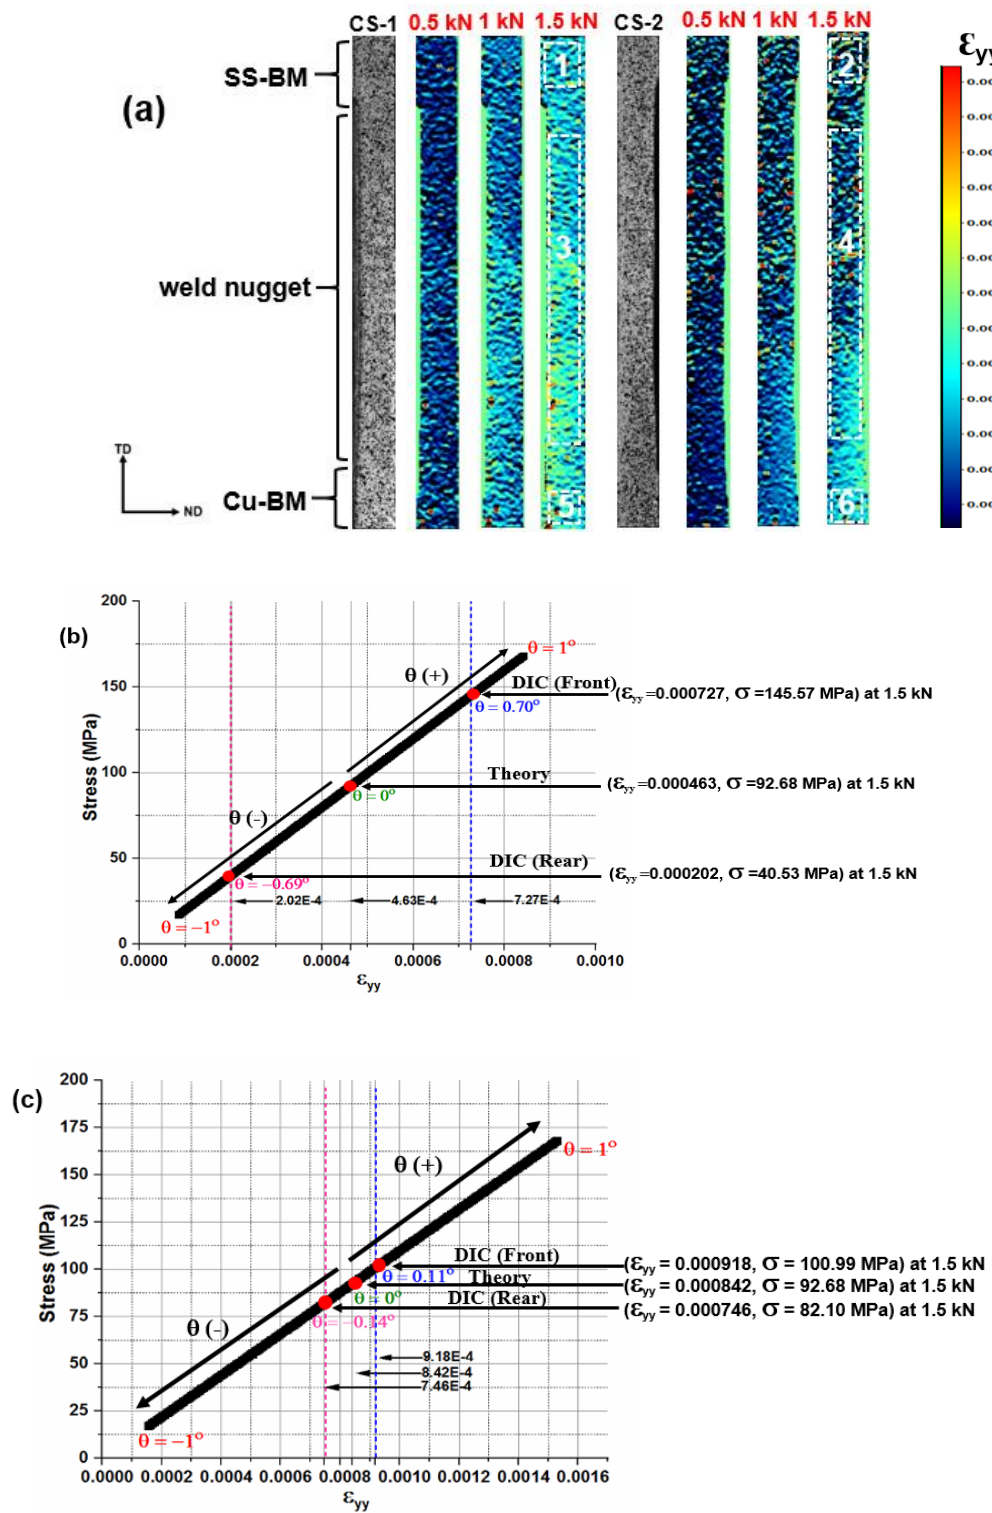 CS-1 0.5 kN 1 kN 1.5 kN CS-2 0.5 kN 1 kN 1.5 kN
εyy
(a)
SS-BM
weld nugget
Cu-BM
TD
ND
1
2
3
4
5
6
(b)
Stress (MPa)
200
150
100
50
0
0.0000 0.0002 0.0004 0.0006 0.0008 0.0010
εyy
θ = 1°
θ (+)
DIC (Front) (εyy =0.000727, σ =145.57 MPa) at 1.5 kN
θ = 0.70°
Theory (εyy =0.000463, σ =92.68 MPa) at 1.5 kN
θ = 0°
θ (-)
DIC (Rear) (εyy =0.000202, σ =40.53 MPa) at 1.5 kN
θ = −0.69°
2.02E-4 4.63E-4 7.27E-4
θ = −1°
(c)
Stress (MPa)
200
175
150
125
100
75
50
25
0
0.0000 0.0002 0.0004 0.0006 0.0008 0.0010 0.0012 0.0014 0.0016
εyy
θ = 1°
θ (+)
DIC (Front) (εyy = 0.000918, σ = 100.99 MPa) at 1.5 kN
θ = 0.11°
Theory (εyy = 0.000842, σ = 92.68 MPa) at 1.5 kN
θ = 0°
DIC (Rear) (εyy = 0.000746, σ = 82.10 MPa) at 1.5 kN
θ = −0.14°
θ (-)
9.18E-4
8.42E-4
7.46E-4
θ = −1°